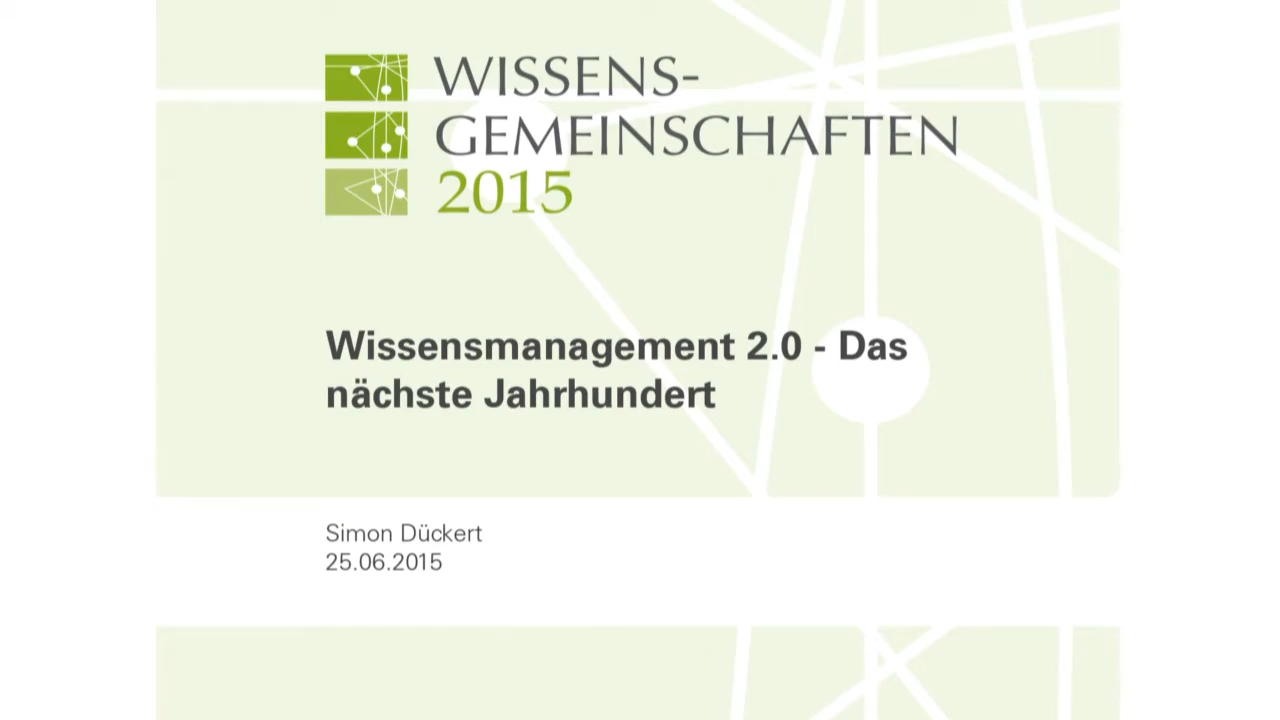 WISSENS-
GEMEINSCHAFTEN
2015
Wissensmanagement 2.0 - Das
nächste Jahrhundert
Simon Dückert
25.06.2015